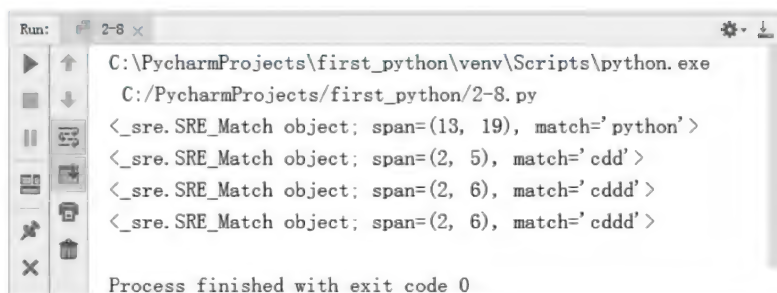 Run: 2-8
C:\PycharmProjects\first_python\venv\Scripts\python.exe
C:/PycharmProjects/first_python/2-8.py
<_sre.SRE_Match object; span=(13, 19), match='python'>
<_sre.SRE_Match object; span=(2, 5), match='cdd'>
<_sre.SRE_Match object; span=(2, 6), match='cddd'>
<_sre.SRE_Match object; span=(2, 6), match='cddd'>
Process finished with exit code 0